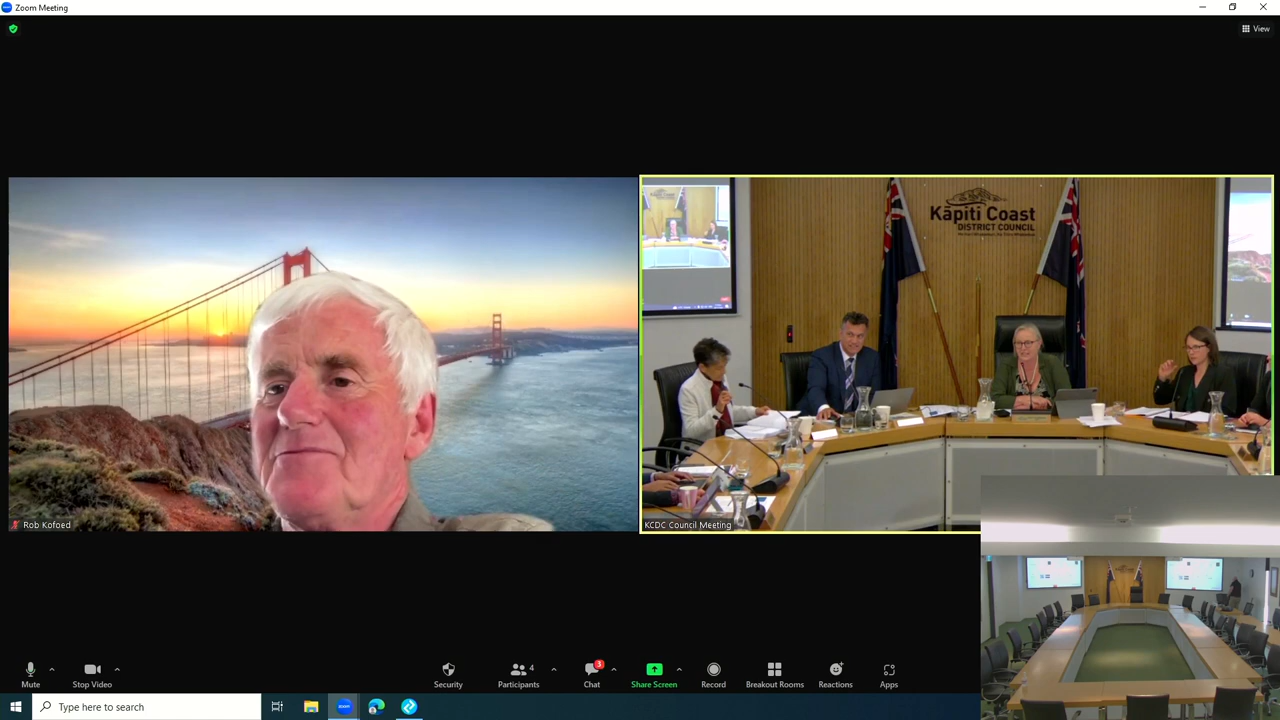 Zoom Meeting
View
Kāpiti Coast
DISTRICT COUNCIL
Rob Kofoed
KCDC Council Meeting
Mute
Stop Video
Security
4
Participants
3
Chat
Share Screen
Record
Breakout Rooms
Reactions
Apps
Type here to search
zoom